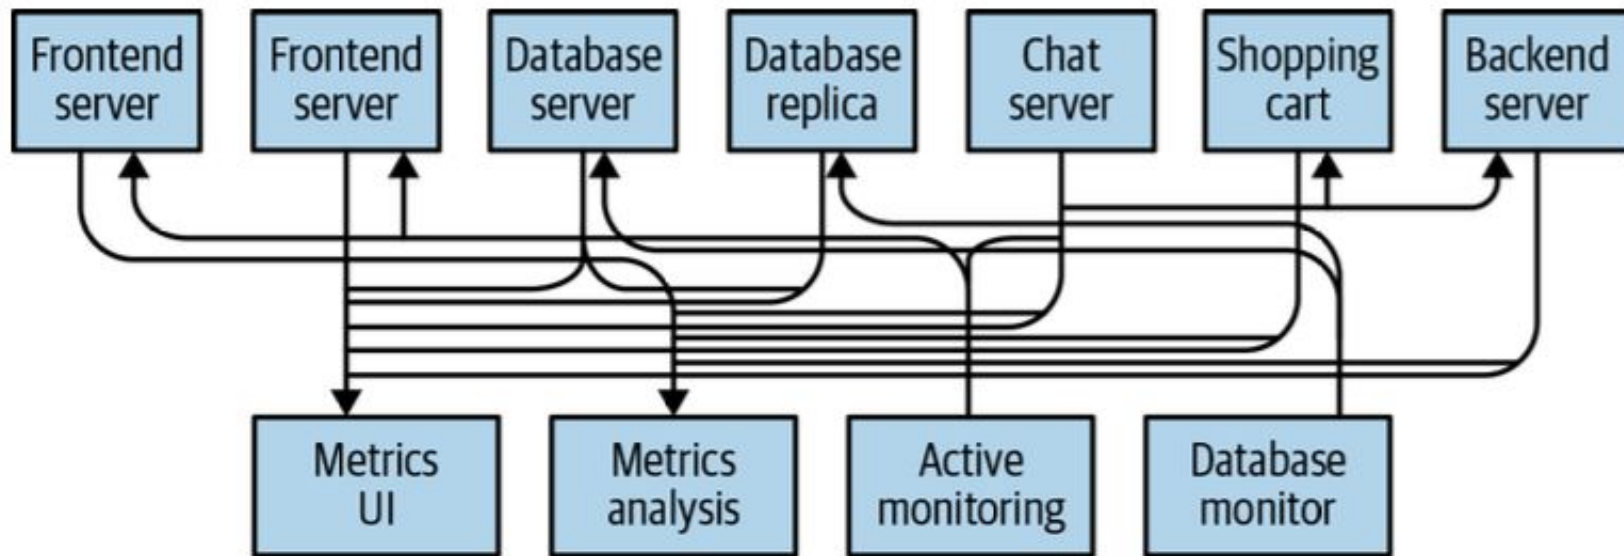 Frontend
server
Frontend
server
Database
server
Database
replica
Chat
server
Shopping
cart
Backend
server
Metrics
UI
Metrics
analysis
Active
monitoring
Database
monitor